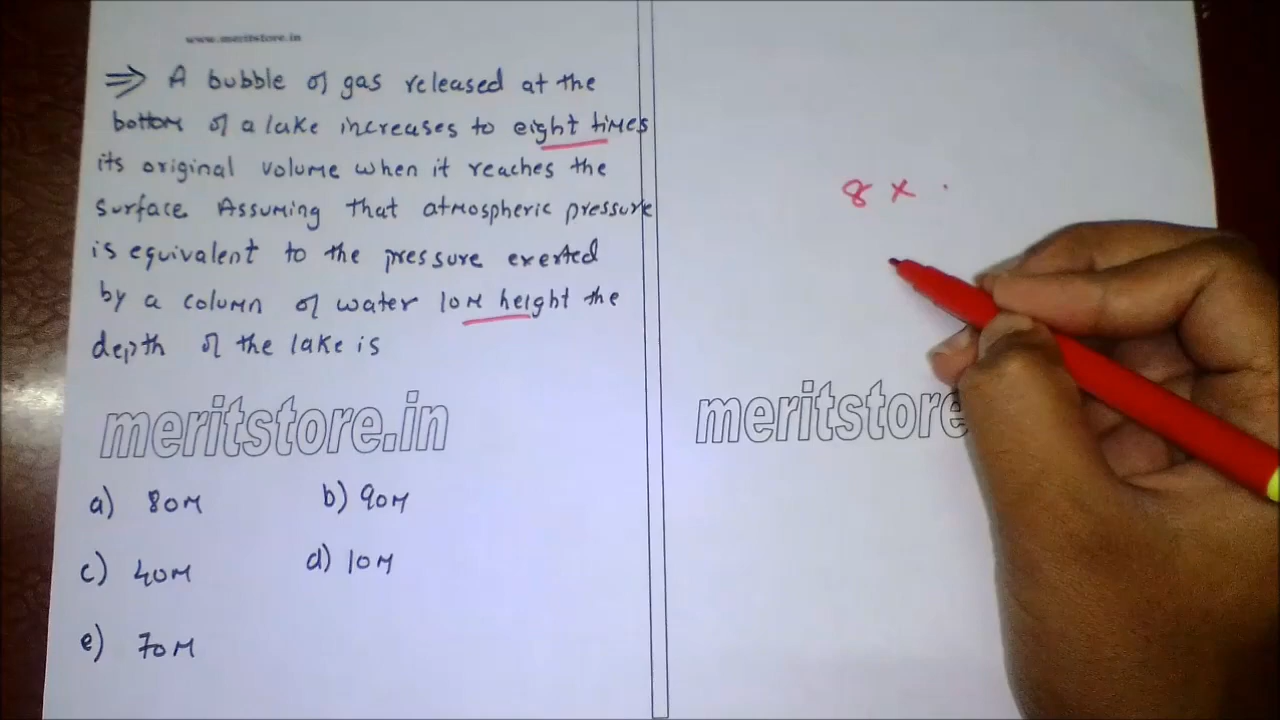 www.meritstore.in
⇒ A bubble of gas released at the
bottom of a lake increases to eight times
its original volume when it reaches the
surface. Assuming that atmospheric pressure
is equivalent to the pressure exerted
by a column of water 10M height the
depth of the lake is
8 ×
meritstore.in
meritstore
a) 80M b) 90M
c) 40M d) 10M
e) 70M